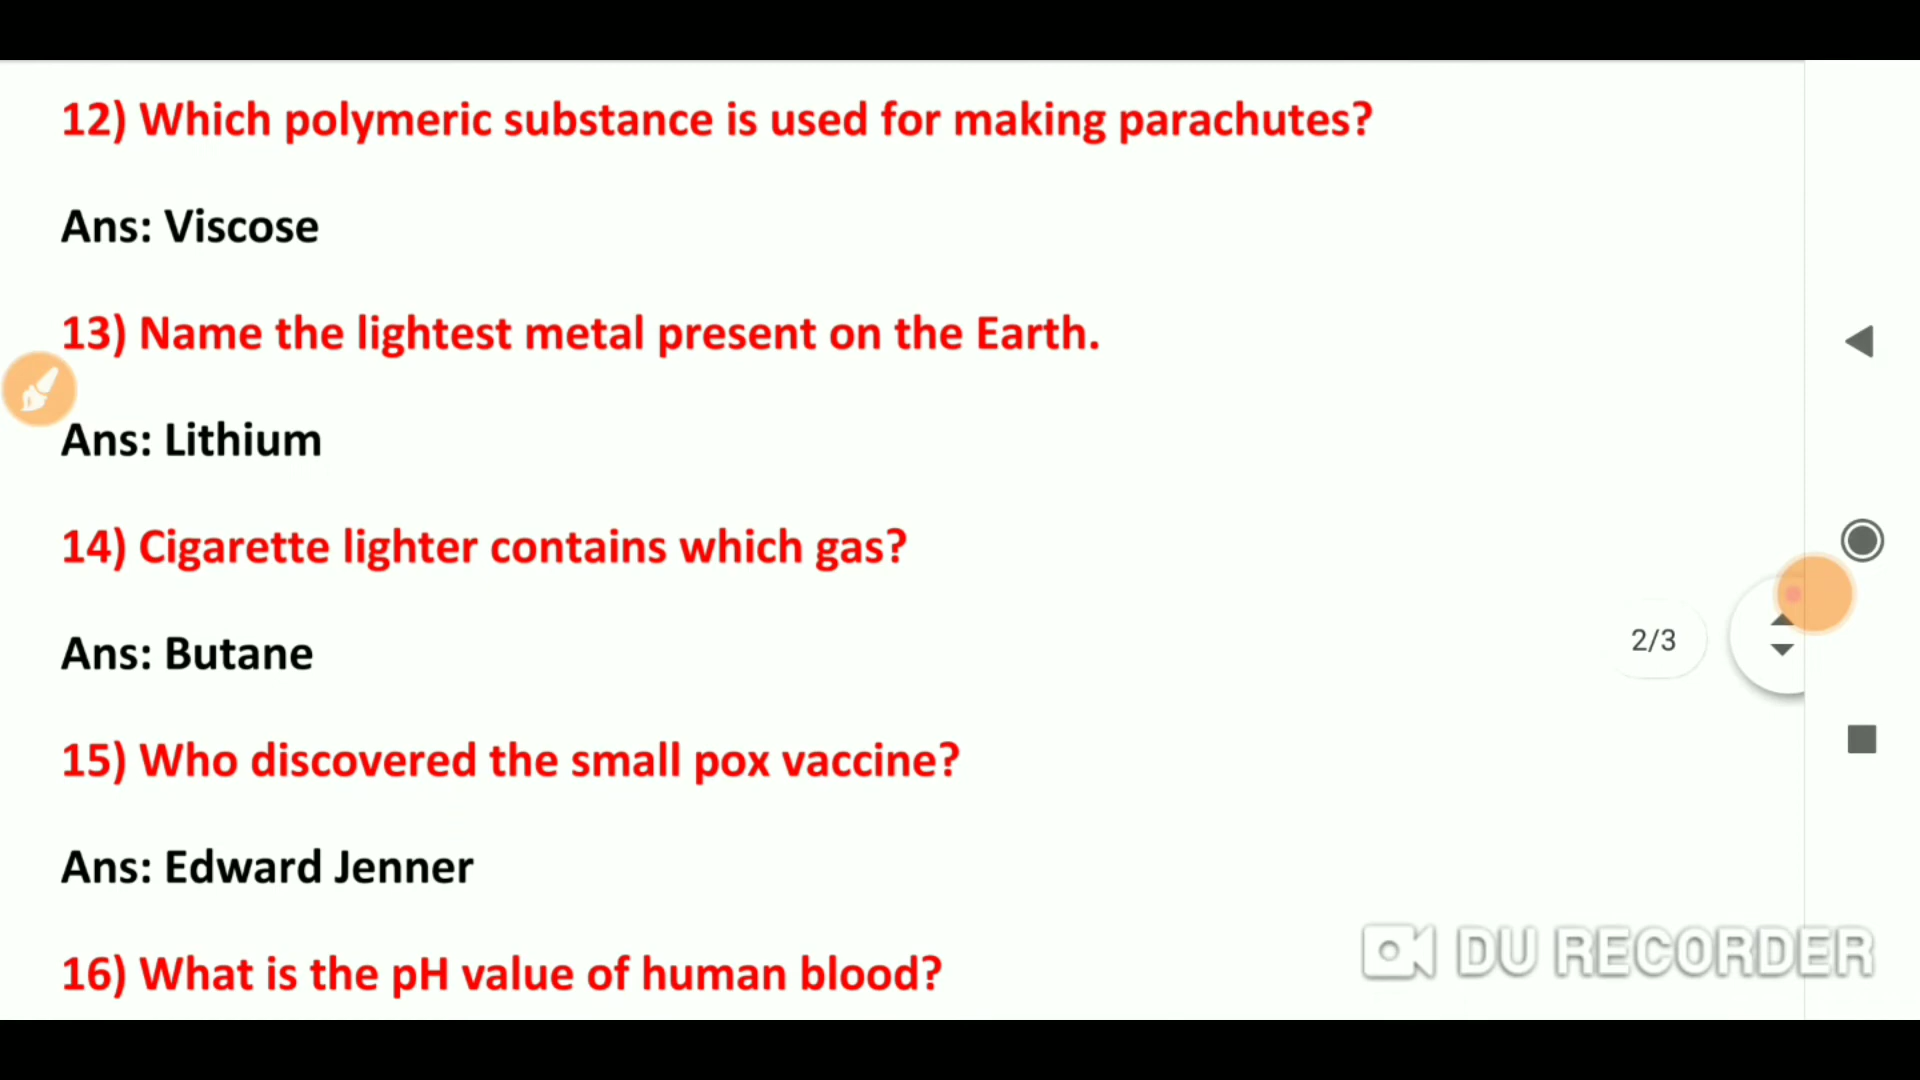 12) Which polymeric substance is used for making parachutes?
Ans: Viscose
13) Name the lightest metal present on the Earth.
Ans: Lithium
14) Cigarette lighter contains which gas?
Ans: Butane
2/3
15) Who discovered the small pox vaccine?
Ans: Edward Jenner
16) What is the pH value of human blood?
DU RECORDER